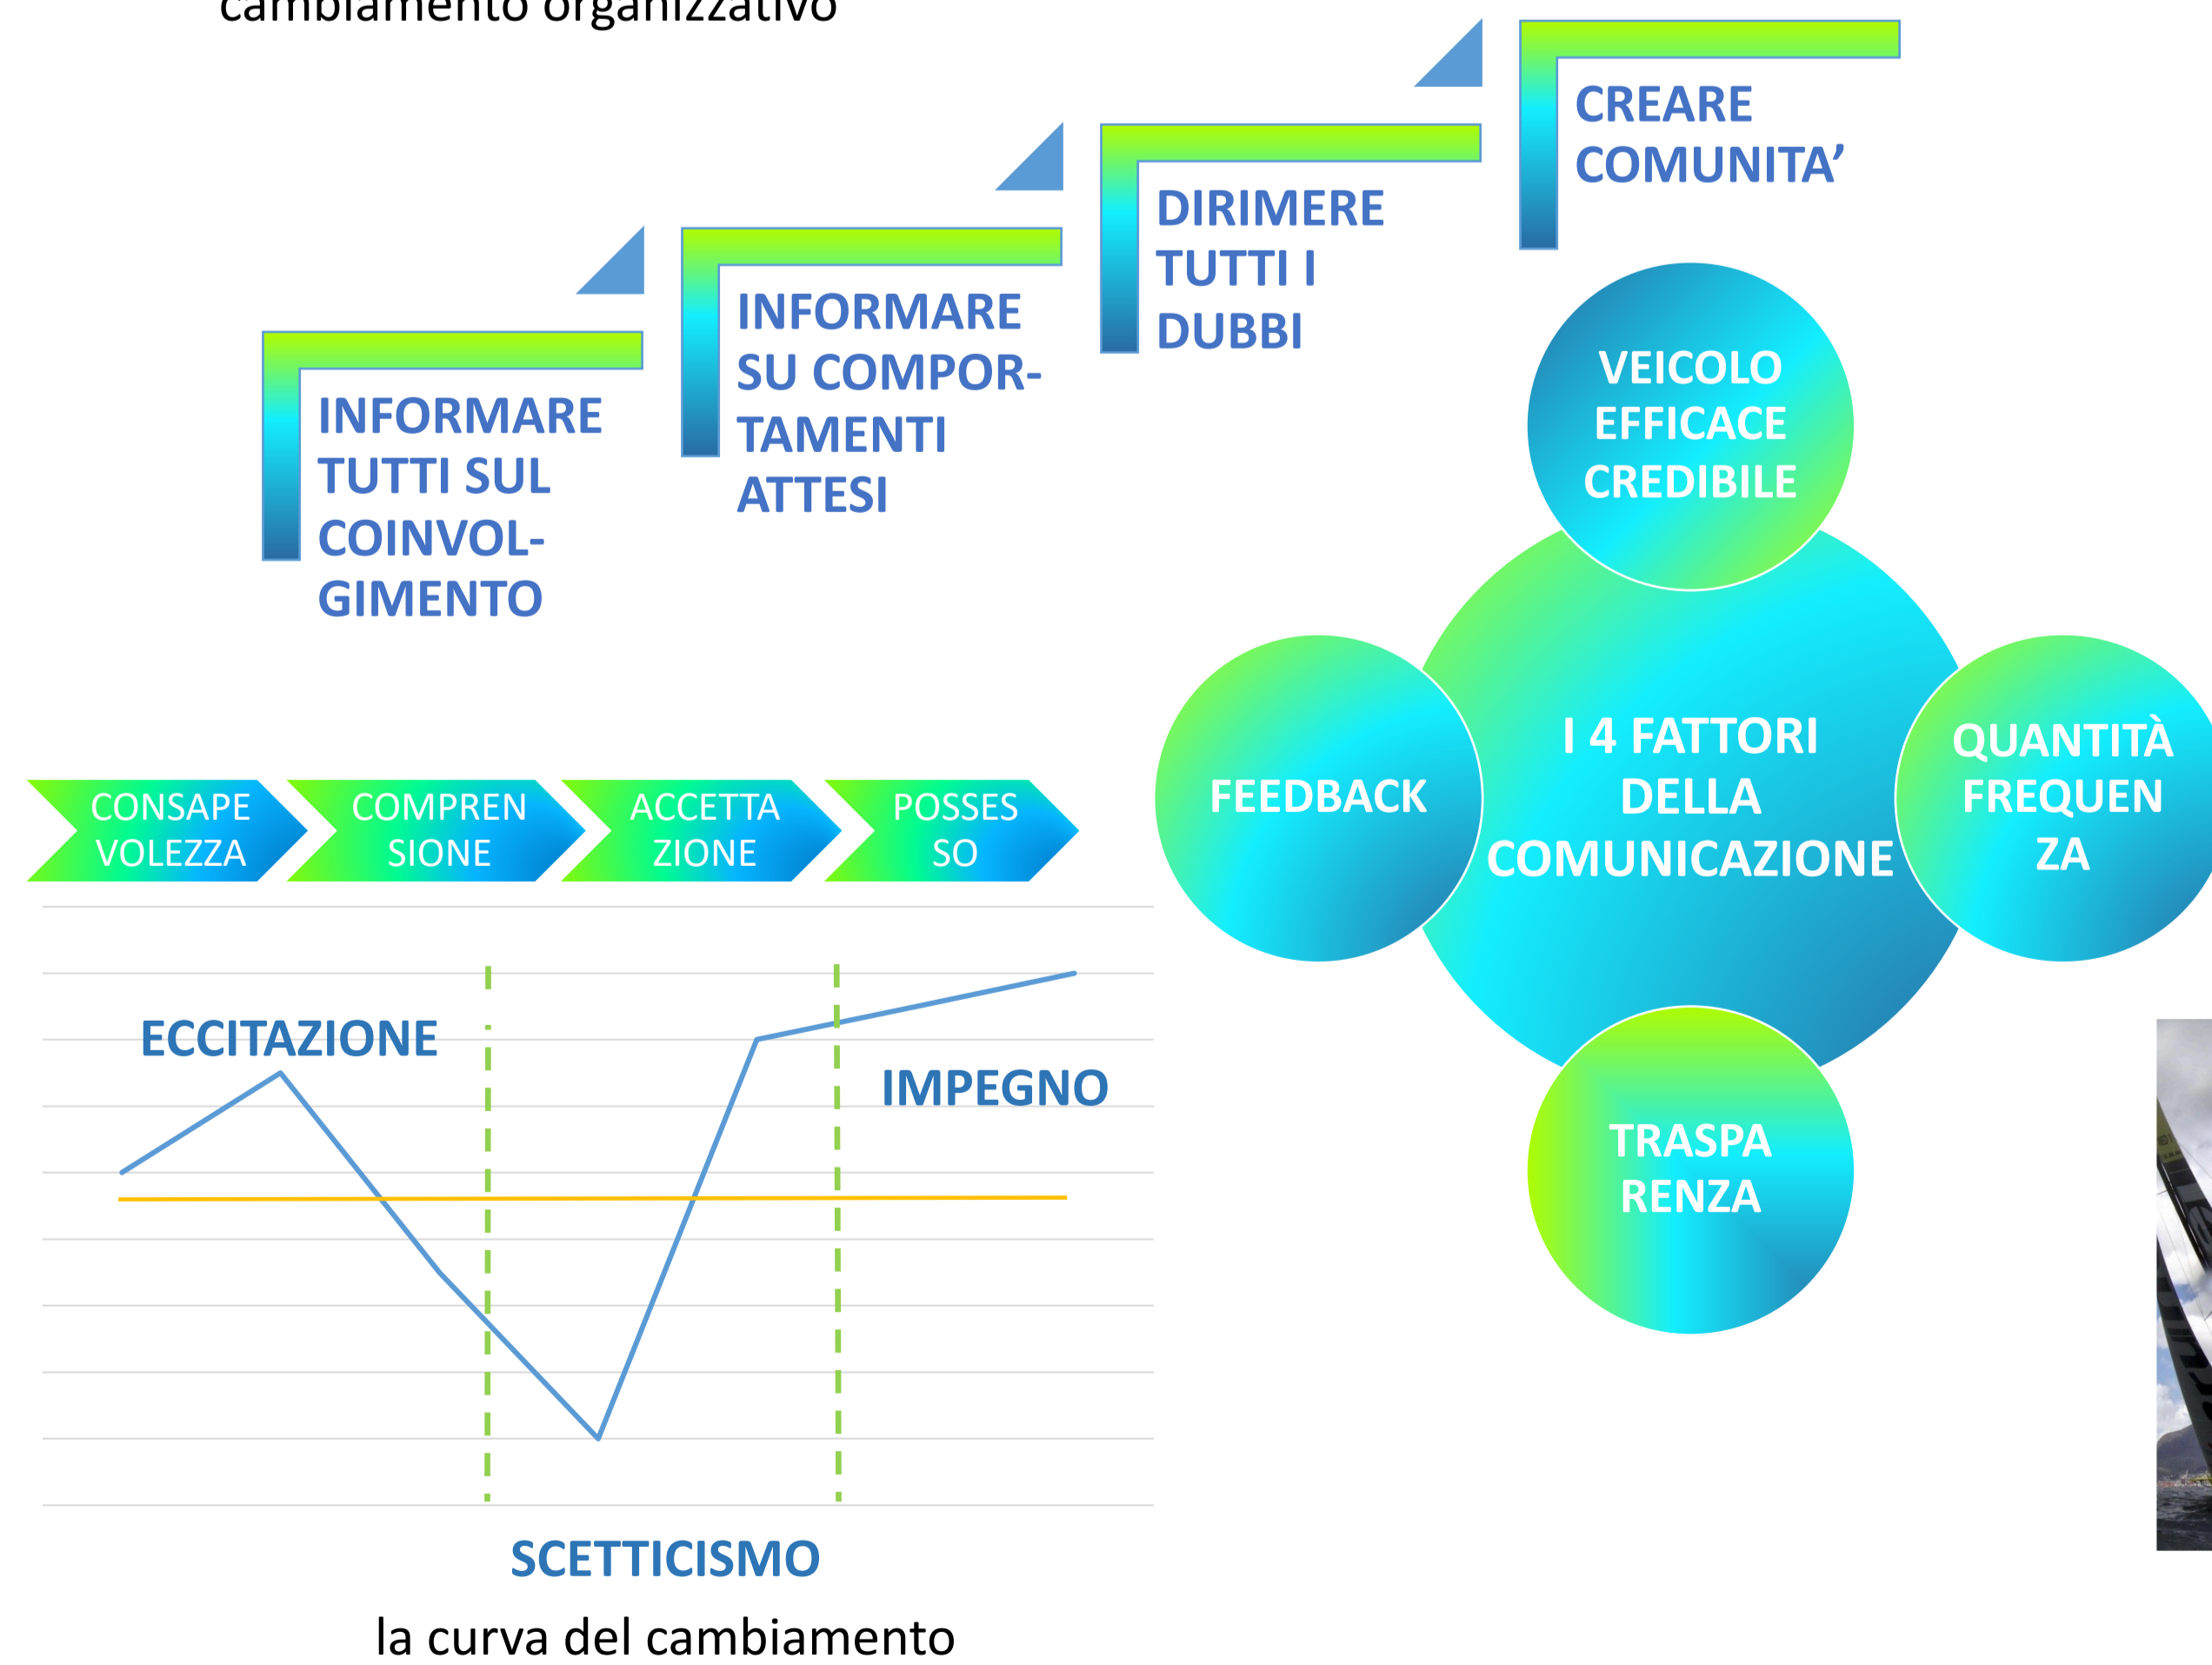 cambiamento organizzativo
CREARE
COMUNITA’
DIRIMERE
TUTTI I
DUBBI
INFORMARE
SU COMPOR-
TAMENTI
ATTESI
INFORMARE
TUTTI SUL
COINVOL-
GIMENTO
VEICOLO
EFFICACE
CREDIBILE
I 4 FATTORI
DELLA
COMUNICAZIONE
FEEDBACK
QUANTITÀ
FREQUEN
ZA
TRASPA
RENZA
CONSAPE
VOLEZZA
COMPREN
SIONE
ACCETTA
ZIONE
POSSES
SO
ECCITAZIONE
IMPEGNO
SCETTICISMO
la curva del cambiamento